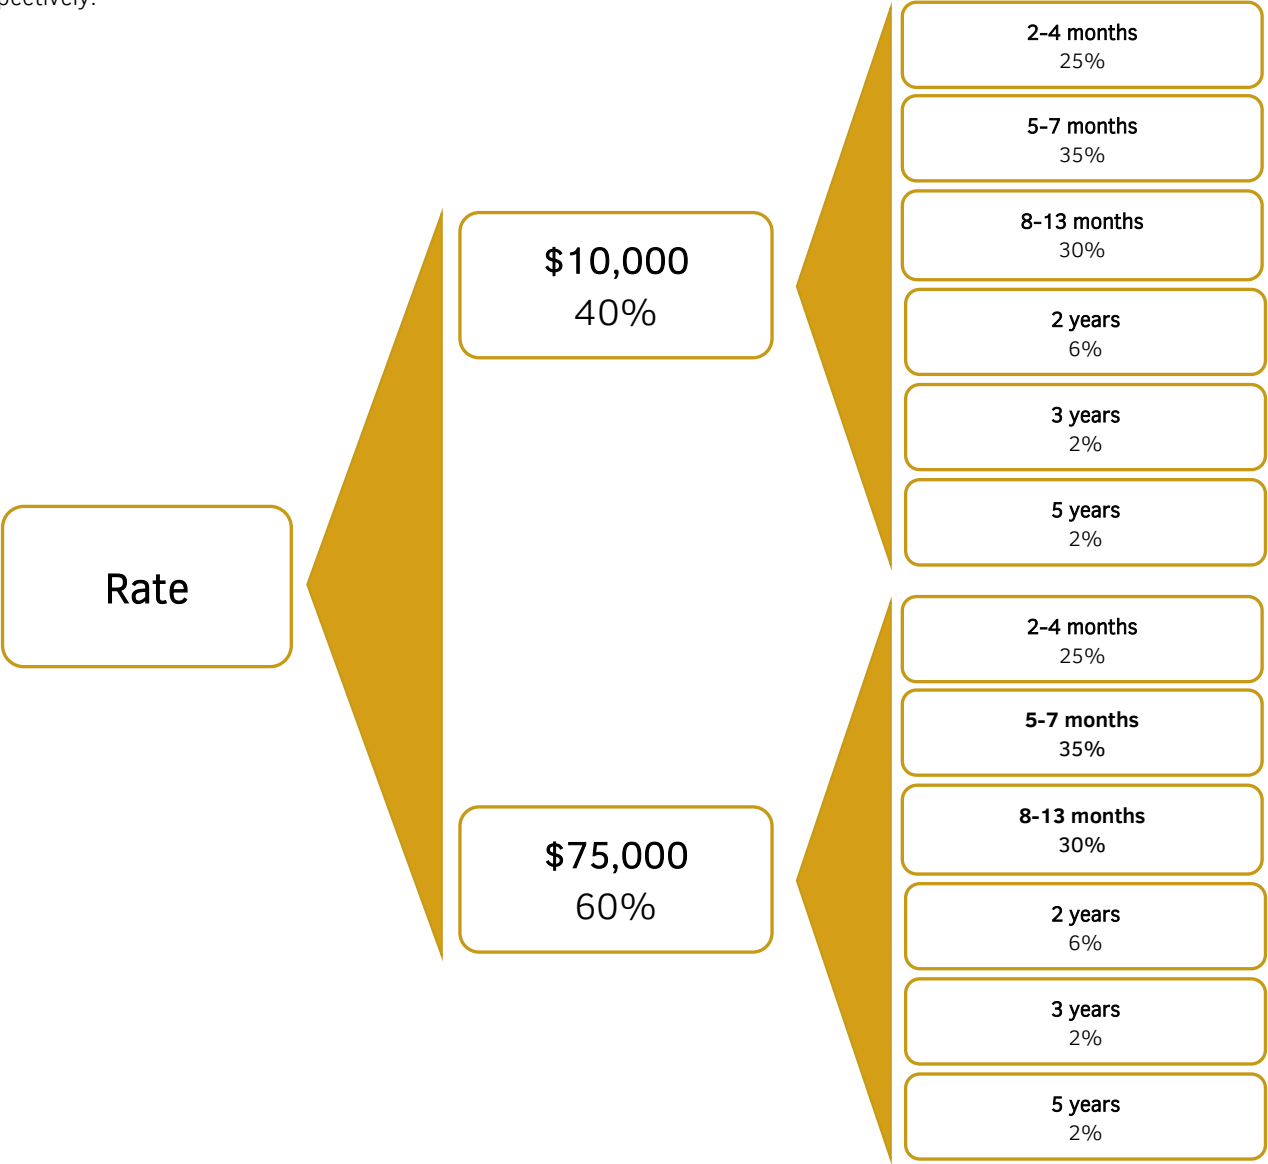 $10,000
40%
2-4 months
25%
5-7 months
35%
8-13 months
30%
2 years
6%
3 years
2%
5 years
2%
Rate
$75,000
60%
2-4 months
25%
5-7 months
35%
8-13 months
30%
2 years
6%
3 years
2%
5 years
2%